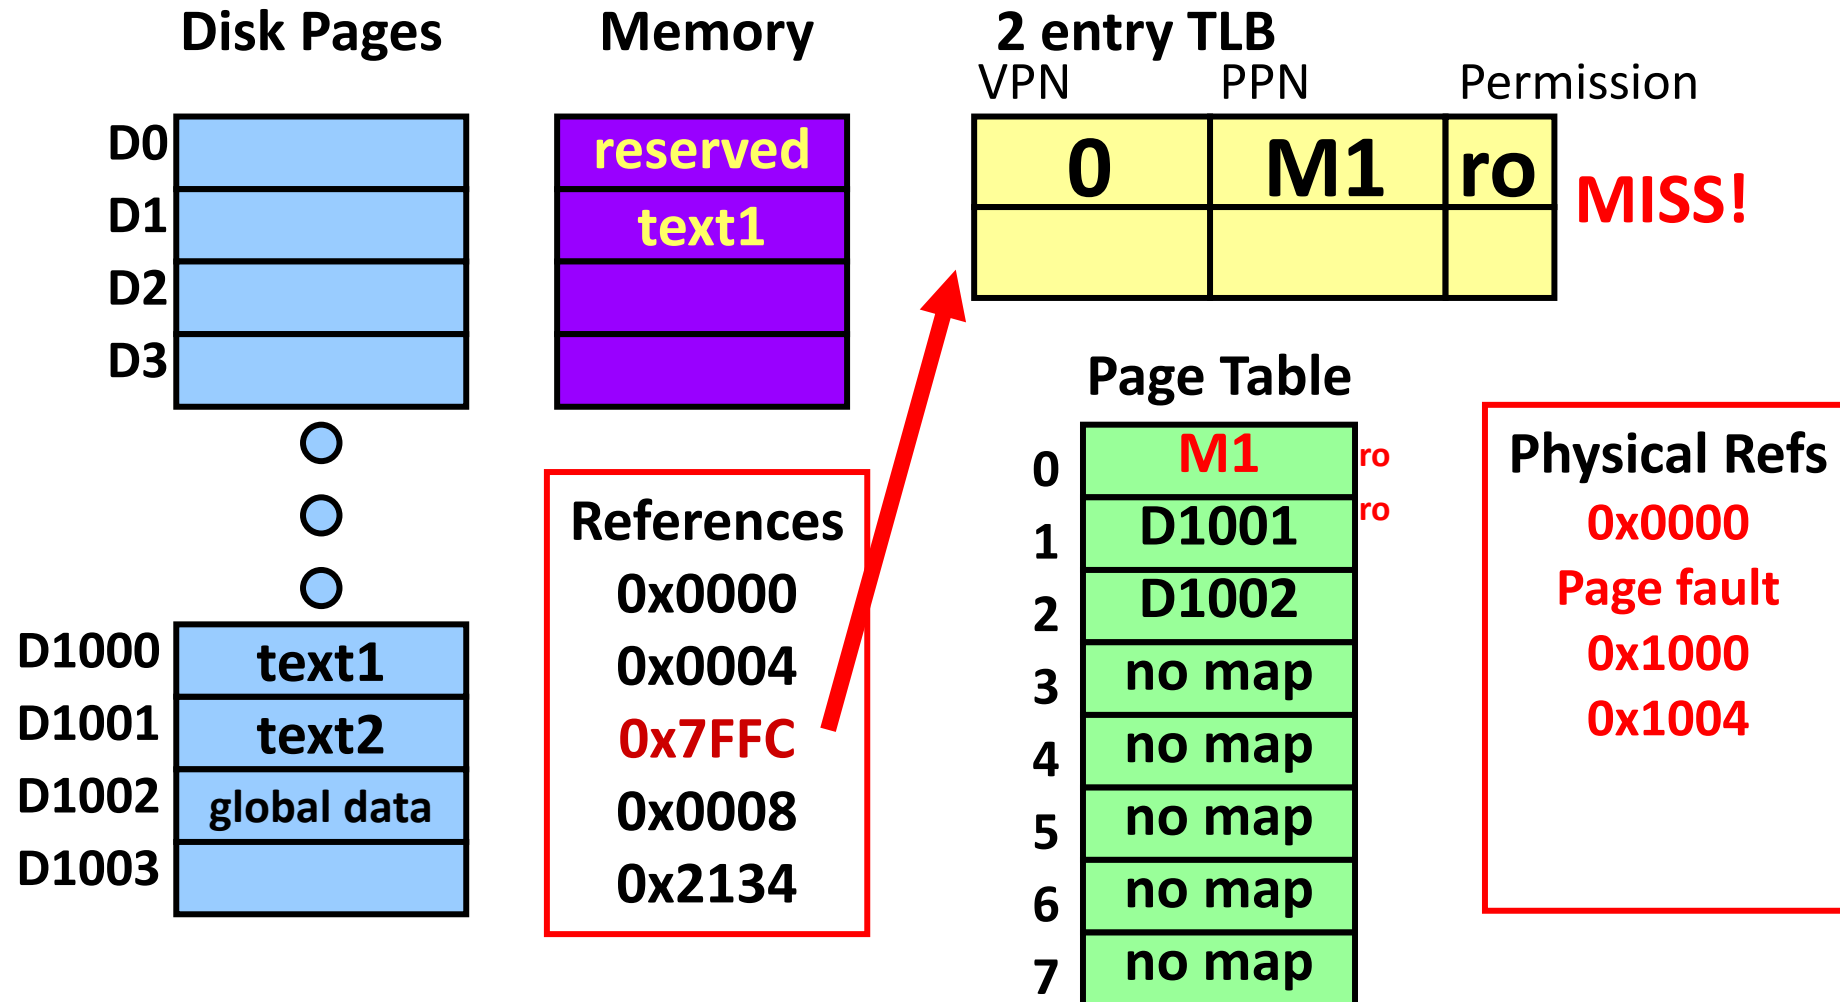 Disk Pages
D0
D1
D2
D3
D1000 text1
D1001 text2
D1002 global data
D1003
Memory
reserved
text1
References
0x0000
0x0004
0x7FFC
0x0008
0x2134
2 entry TLB
VPN PPN Permission
0 M1 ro
MISS!
Page Table
0 M1 ro
1 D1001 ro
2 D1002
3 no map
4 no map
5 no map
6 no map
7 no map
Physical Refs
0x0000
Page fault
0x1000
0x1004